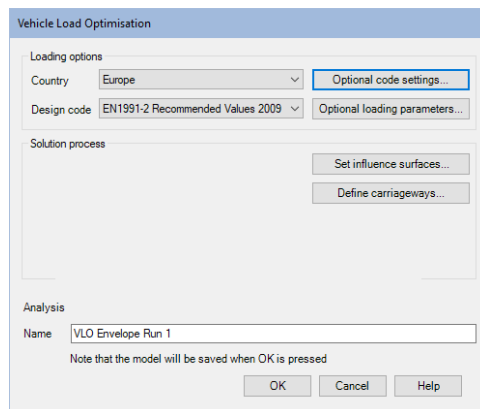 Vehicle Load Optimisation
Loading options
Country Europe Optional code settings...
Design code EN1991-2 Recommended Values 2009 Optional loading parameters...
Solution process
Set influence surfaces...
Define carriageways...
Analysis
Name VLO Envelope Run 1
Note that the model will be saved when OK is pressed
OK Cancel Help